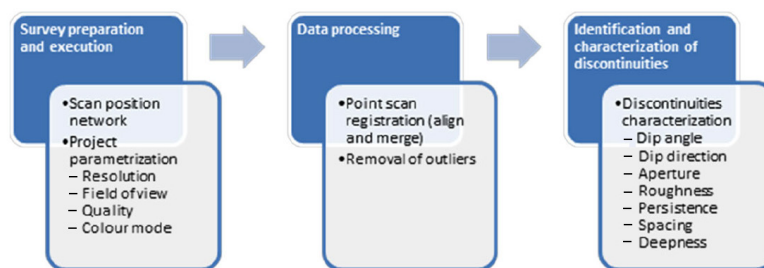 Survey preparation
and execution
•Scan position
network
•Project
parametrization
– Resolution
– Field of view
– Quality
– Colour mode
Data processing
•Point scan
registration (align
and merge)
•Removal of outliers
Identification and
characterization of
discontinuities
•Discontinuities
characterization
– Dip angle
– Dip direction
– Aperture
– Roughness
– Persistence
– Spacing
– Deepness